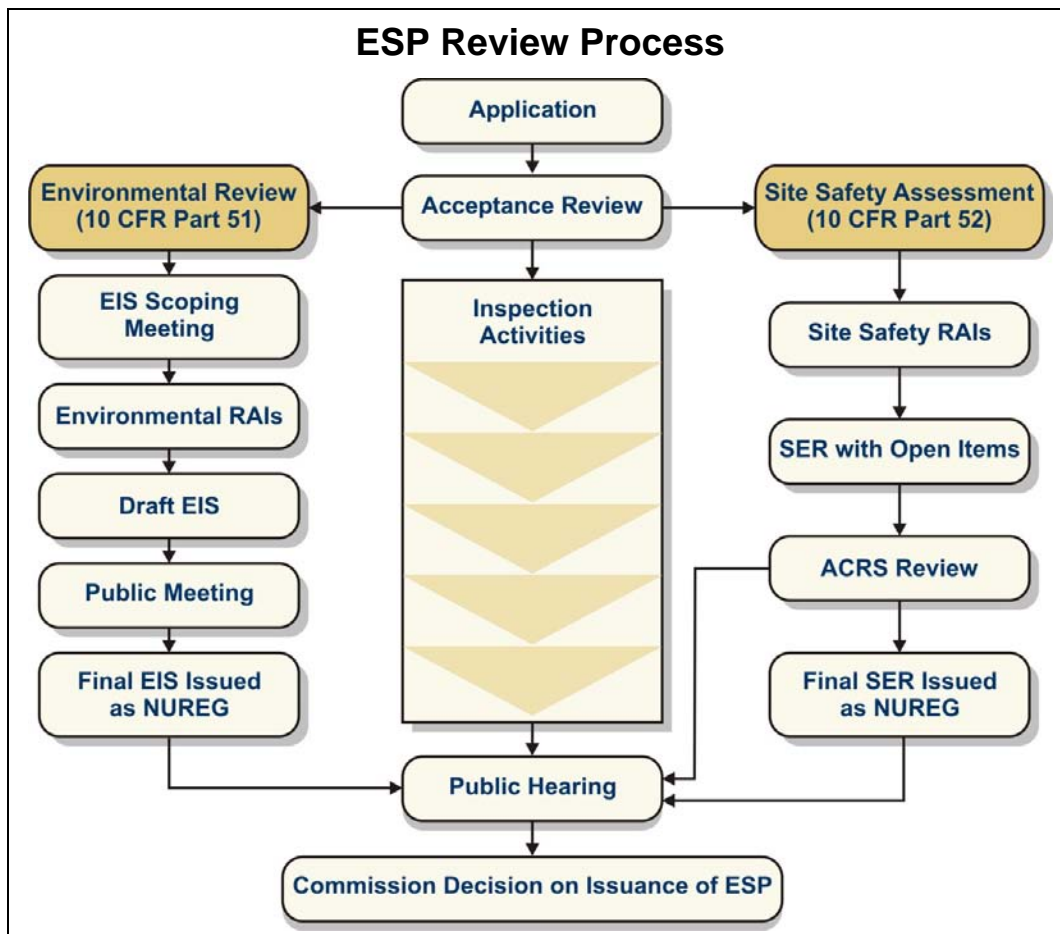 ESP Review Process
Application
Acceptance Review
Environmental Review
(10 CFR Part 51)
EIS Scoping
Meeting
Environmental RAIs
Draft EIS
Public Meeting
Final EIS Issued
as NUREG
Inspection
Activities
Site Safety Assessment
(10 CFR Part 52)
Site Safety RAIs
SER with Open Items
ACRS Review
Final SER Issued
as NUREG
Public Hearing
Commission Decision on Issuance of ESP